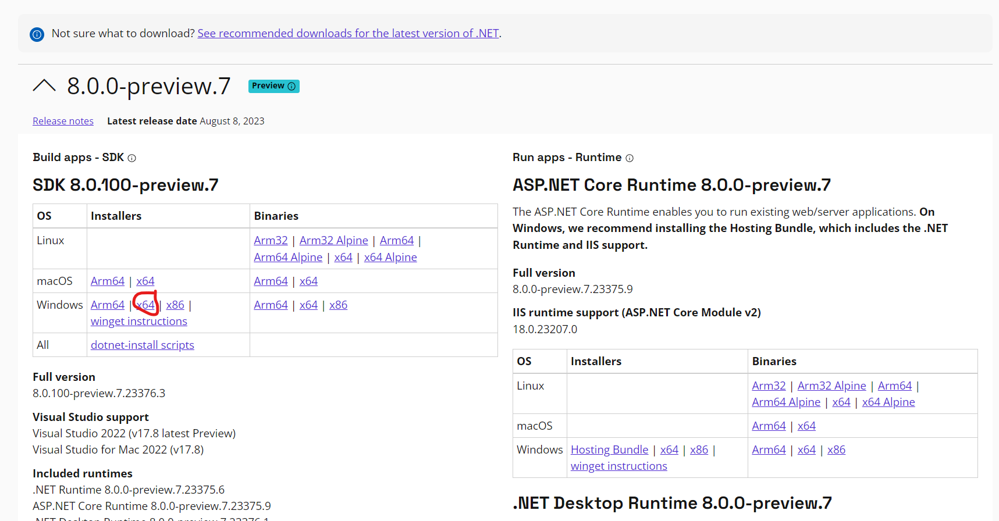 Not sure what to download? See recommended downloads for the latest version of .NET.
8.0.0-preview.7 Preview
Release notes Latest release date August 8, 2023
Build apps - SDK
SDK 8.0.100-preview.7
OS Installers Binaries
Linux Arm32 | Arm32 Alpine | Arm64 |
Arm64 Alpine | x64 | x64 Alpine
macOS Arm64 | x64 Arm64 | x64
Windows Arm64 | x64 | x86 | Arm64 | x64 | x86
winget instructions
All dotnet-install scripts
Full version
8.0.100-preview.7.23376.3
Visual Studio support
Visual Studio 2022 (v17.8 latest Preview)
Visual Studio for Mac 2022 (v17.8)
Included runtimes
.NET Runtime 8.0.0-preview.7.23375.6
ASP.NET Core Runtime 8.0.0-preview.7.23375.9
.NET Desktop Runtime 8.0.0-preview.7.23376.1
Run apps - Runtime
ASP.NET Core Runtime 8.0.0-preview.7
The ASP.NET Core Runtime enables you to run existing web/server applications. On
Windows, we recommend installing the Hosting Bundle, which includes the .NET
Runtime and IIS support.
Full version
8.0.0-preview.7.23375.9
IIS runtime support (ASP.NET Core Module v2)
18.0.23207.0
OS Installers Binaries
Linux Arm32 | Arm32 Alpine | Arm64 |
Arm64 Alpine | x64 | x64 Alpine
macOS Arm64 | x64
Windows Hosting Bundle | x64 | x86 | Arm64 | x64 | x86
winget instructions
.NET Desktop Runtime 8.0.0-preview.7